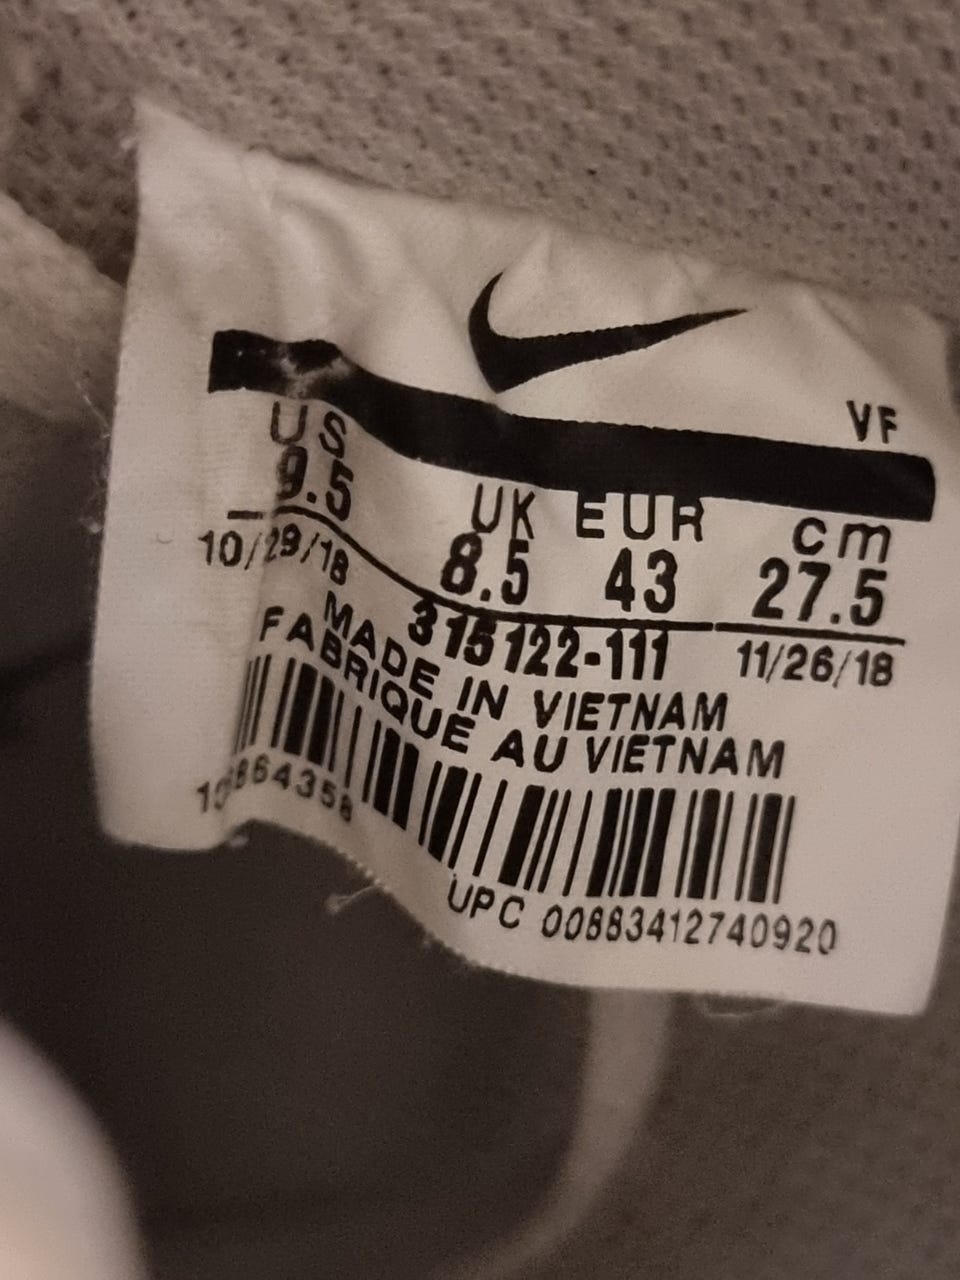 VF
US UK EUR cm
9.5 8.5 43 27.5
10/29/18 315122-111 11/26/18
MADE IN VIETNAM
FABRIQUE AU VIETNAM
UPC 00883412740920